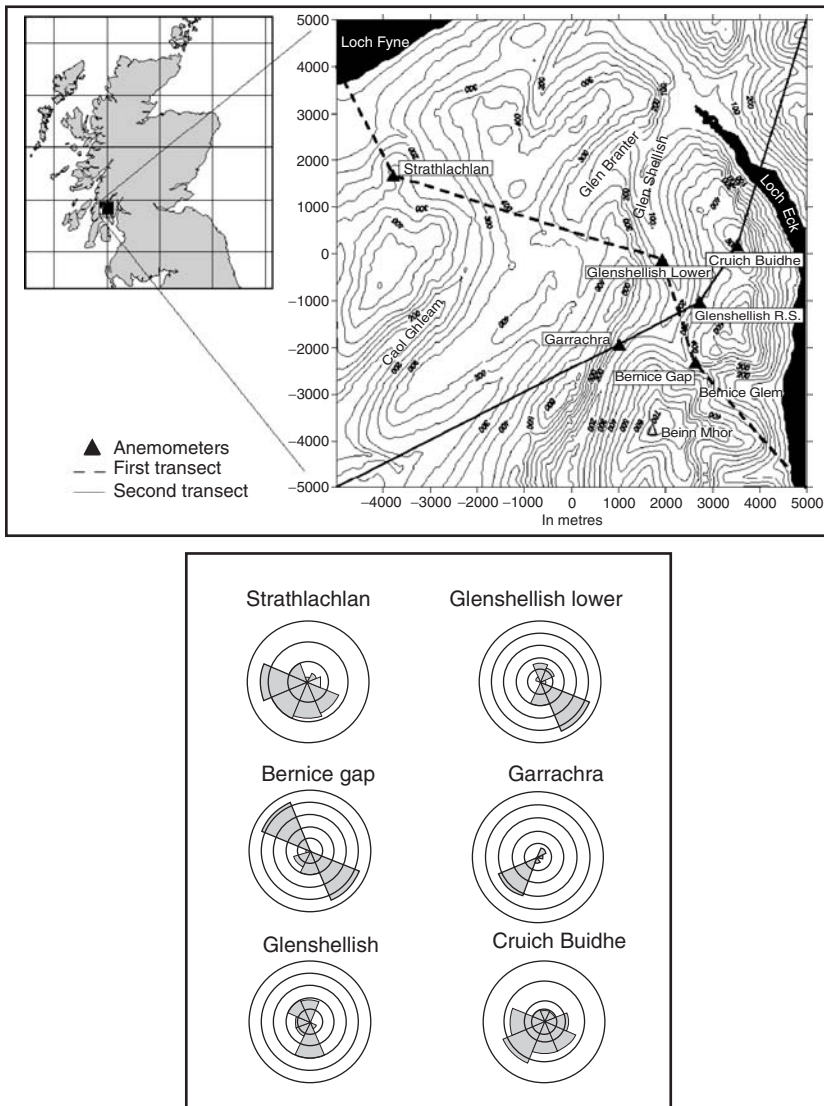 5000
4000
3000
2000
1000
0
−1000
−2000
−3000
−4000
−5000
−4000 −3000 −2000 −1000 0 1000 2000 3000 4000 5000
In metres
Loch Fyne
Strathlachlan
Glen Branter
Glen Shellish
Loch Eck
Cruich Buidhe
Glenshellish Lower
Glenshellish R.S.
Garrachra
Caol Ghleam
Bernice Gap
Bernice Glem
Beinn Mhor
Anemometers
First transect
Second transect
Strathlachlan
Glenshellish lower
Bernice gap
Garrachra
Glenshellish
Cruich Buidhe